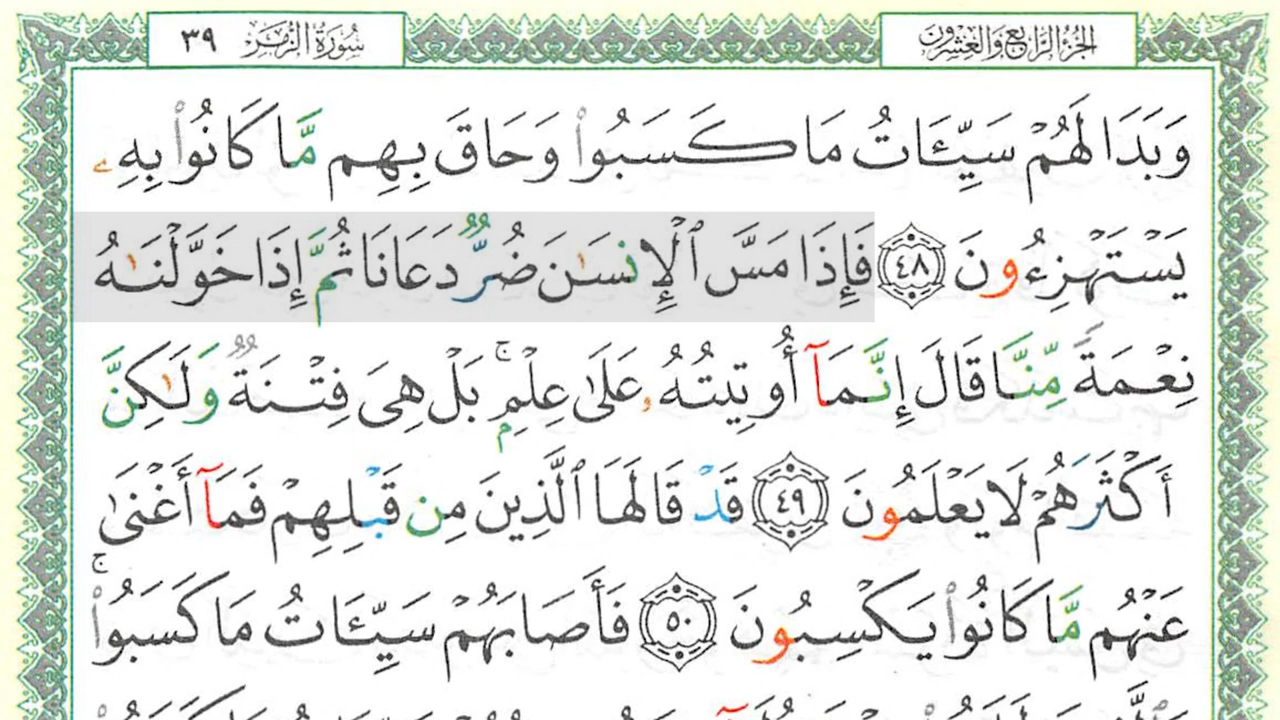 الجزء الرابع والعشرون سورة الزمر ٣٩
وَبَدَا لَهُمْ سَيِّـَٔاتُ مَا كَسَبُوا۟ وَحَاقَ بِهِم مَّا كَانُوا۟ بِهِۦ
يَسْتَهْزِءُونَ ٤٨ فَإِذَا مَسَّ ٱلْإِنسَـٰنَ ضُرٌّ دَعَانَا ثُمَّ إِذَا خَوَّلْنَـٰهُ
نِعْمَةً مِّنَّا قَالَ إِنَّمَآ أُوتِيتُهُۥ عَلَىٰ عِلْمٍۭ ۚ بَلْ هِىَ فِتْنَةٌ وَلَـٰكِنَّ
أَكْثَرَهُمْ لَا يَعْلَمُونَ ٤٩ قَدْ قَالَهَا ٱلَّذِينَ مِن قَبْلِهِمْ فَمَآ أَغْنَىٰ
عَنْهُم مَّا كَانُوا۟ يَكْسِبُونَ ٥٠ فَأَصَابَهُمْ سَيِّـَٔاتُ مَا كَسَبُوا۟ ۚ